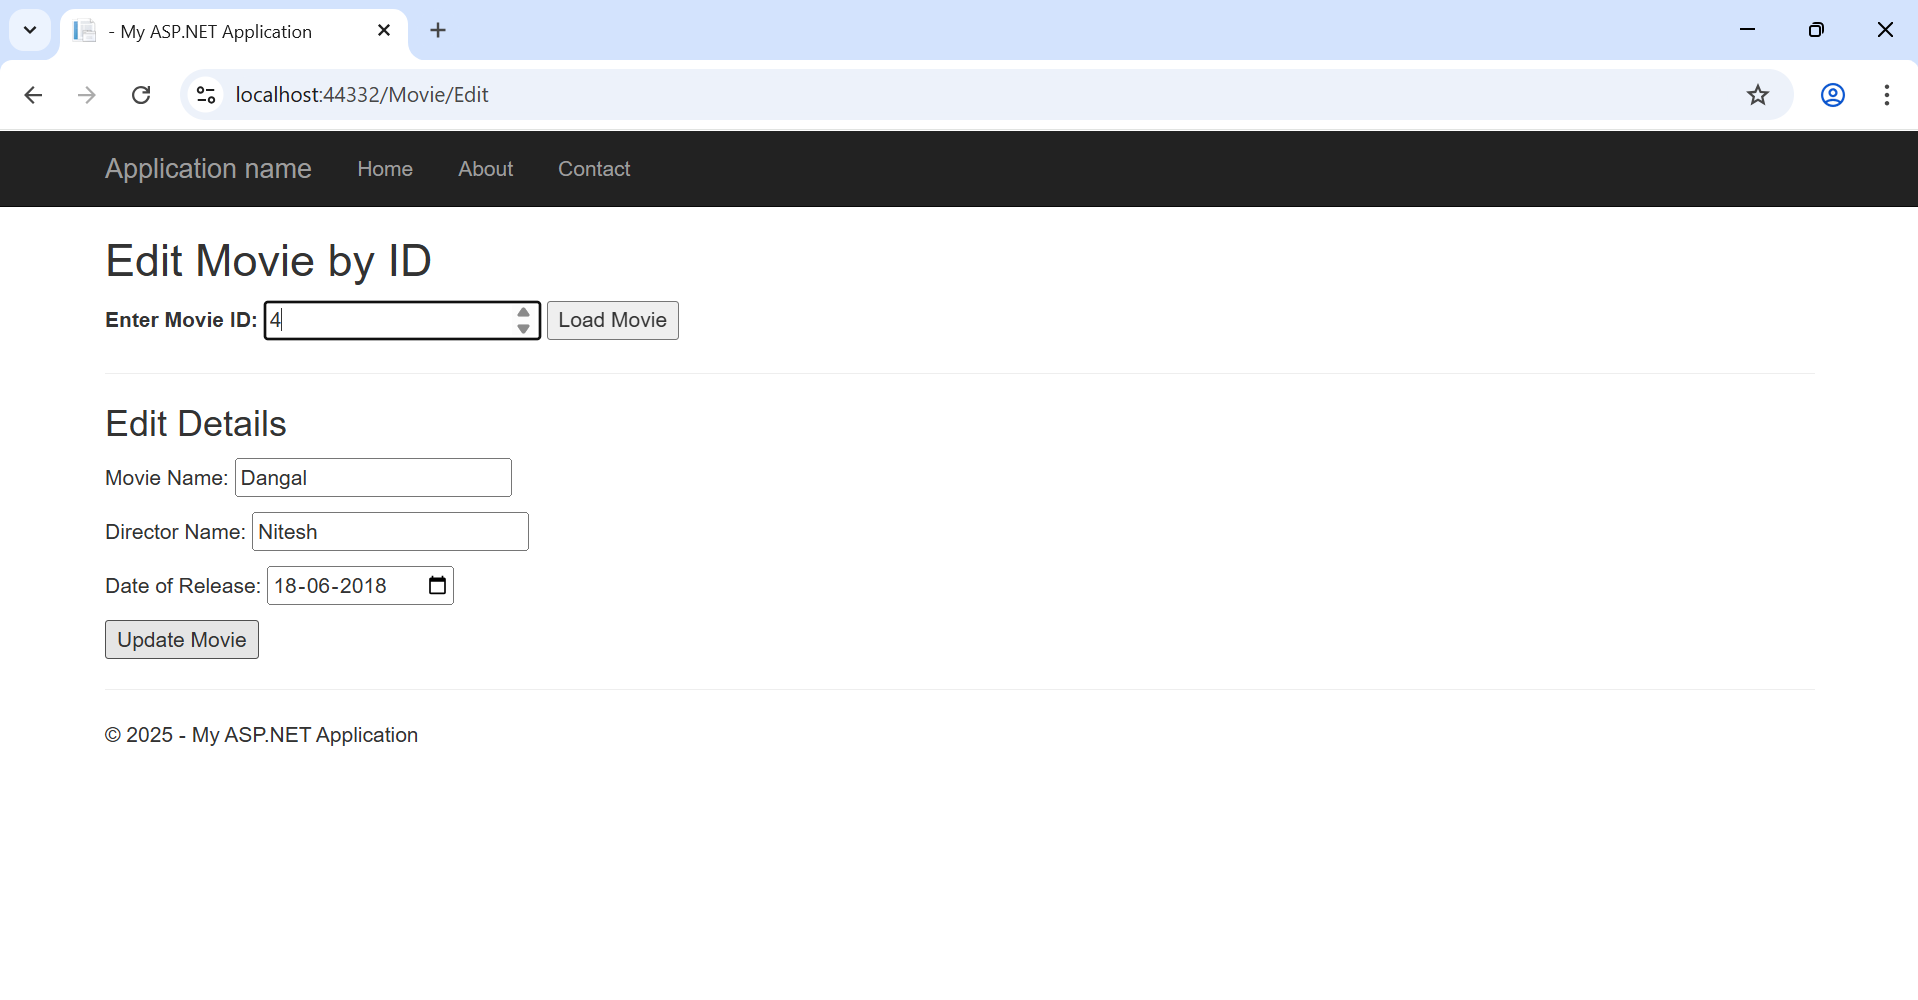 - My ASP.NET Application
localhost:44332/Movie/Edit
Application name Home About Contact
Edit Movie by ID
Enter Movie ID: 4 Load Movie
Edit Details
Movie Name: Dangal
Director Name: Nitesh
Date of Release: 18-06-2018
Update Movie
© 2025 - My ASP.NET Application